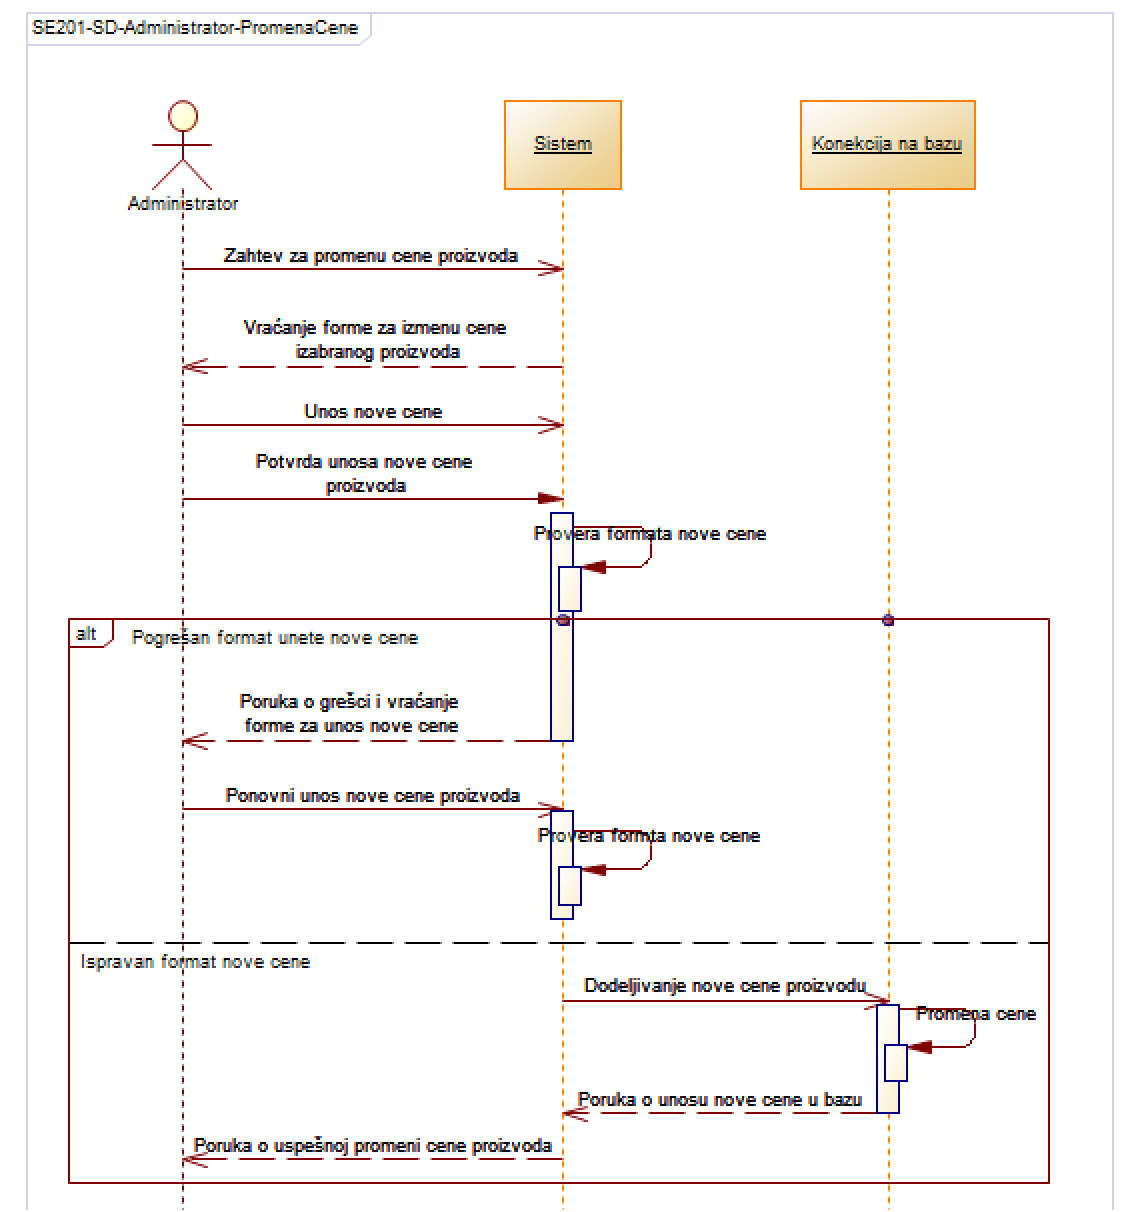 SE201-SD-Administrator-PromenaCene
Sistem
Konekcija na bazu
Administrator
Zahtev za promenu cene proizvoda
Vraćanje forme za izmenu cene
izabranog proizvoda
Unos nove cene
Potvrda unosa nove cene
proizvoda
Provera formata nove cene
alt
Pogrešan format unete nove cene
Poruka o grešci i vraćanje
forme za unos nove cene
Ponovni unos nove cene proizvoda
Provera formta nove cene
Ispravan format nove cene
Dodeljivanje nove cene proizvodu
Promena cene
Poruka o unosu nove cene u bazu
Poruka o uspešnoj promeni cene proizvoda